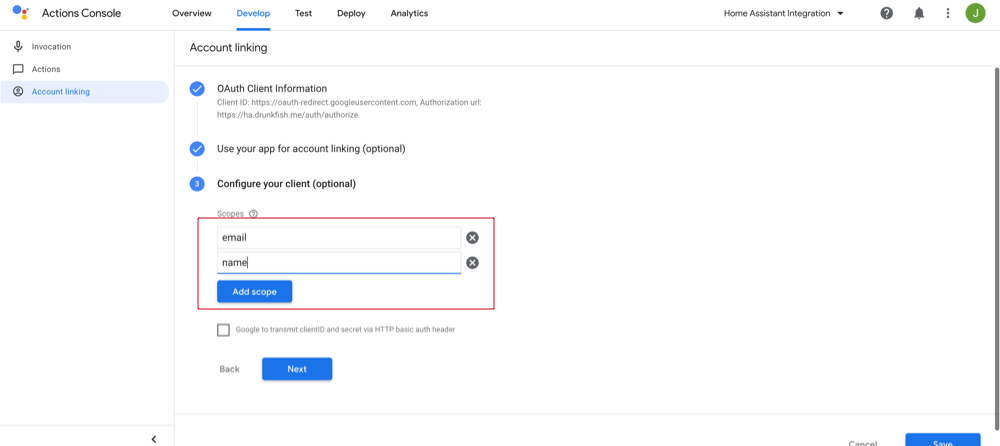 Actions Console
Overview
Develop
Test
Deploy
Analytics
Home Assistant Integration
J
Invocation
Actions
Account linking
Account linking
OAuth Client Information
Client ID: https://oauth-redirect.googleusercontent.com, Authorization url:
https://ha.drunkfish.me/auth/authorize
Use your app for account linking (optional)
3
Configure your client (optional)
Scopes
email
name
Add scope
Google to transmit clientID and secret via HTTP basic auth header
Back
Next
Cancel
Save